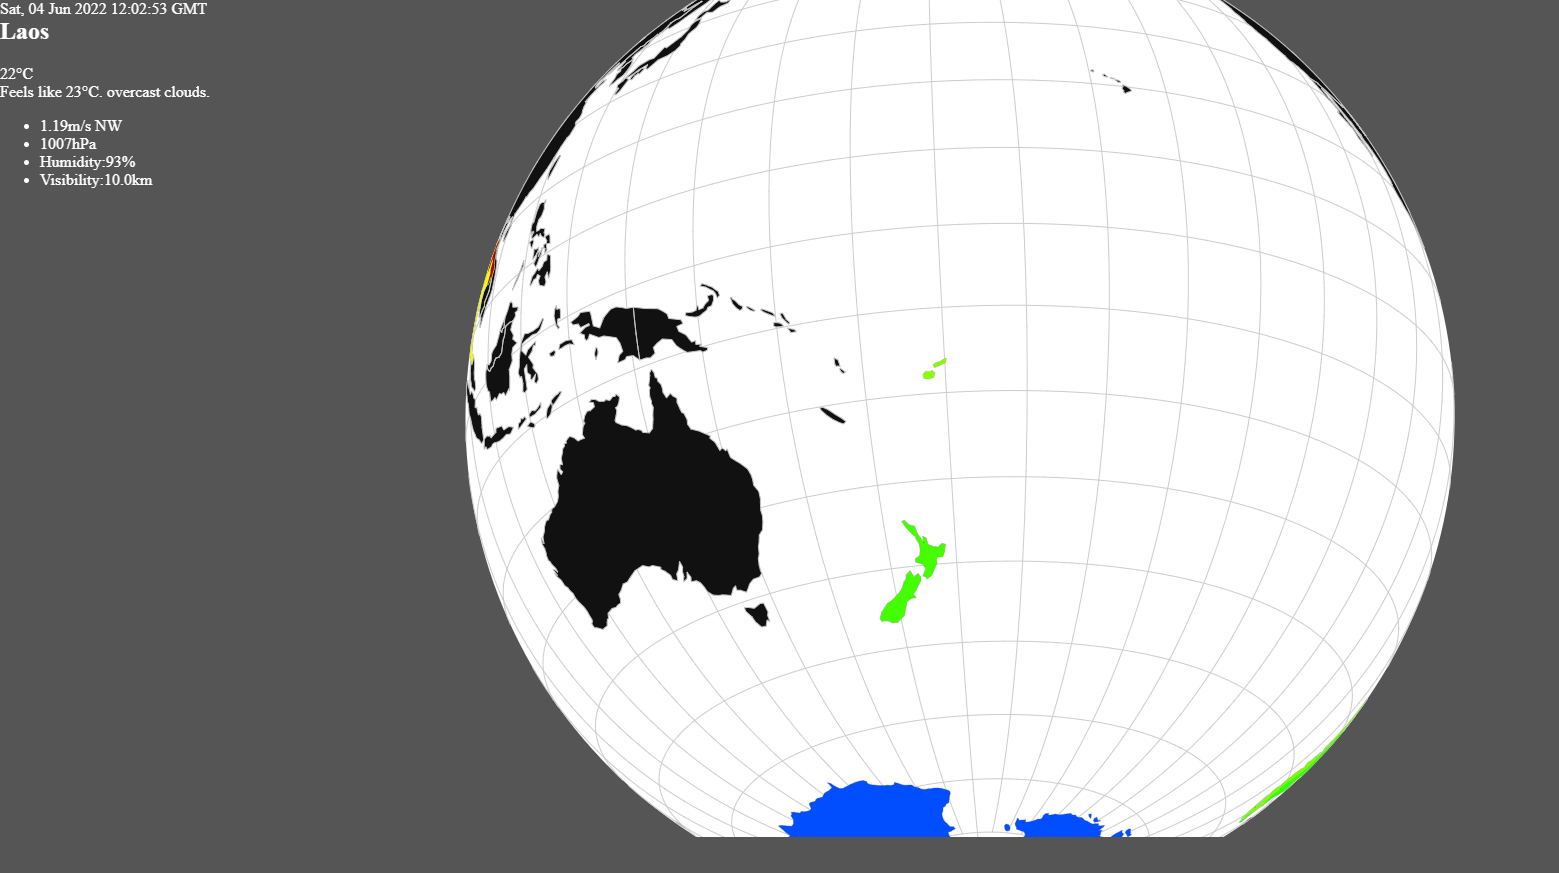 Sat, 04 Jun 2022 12:02:53 GMT
Laos
22°C
Feels like 23°C. overcast clouds.
1.19m/s NW
1007hPa
Humidity:93%
Visibility:10.0km